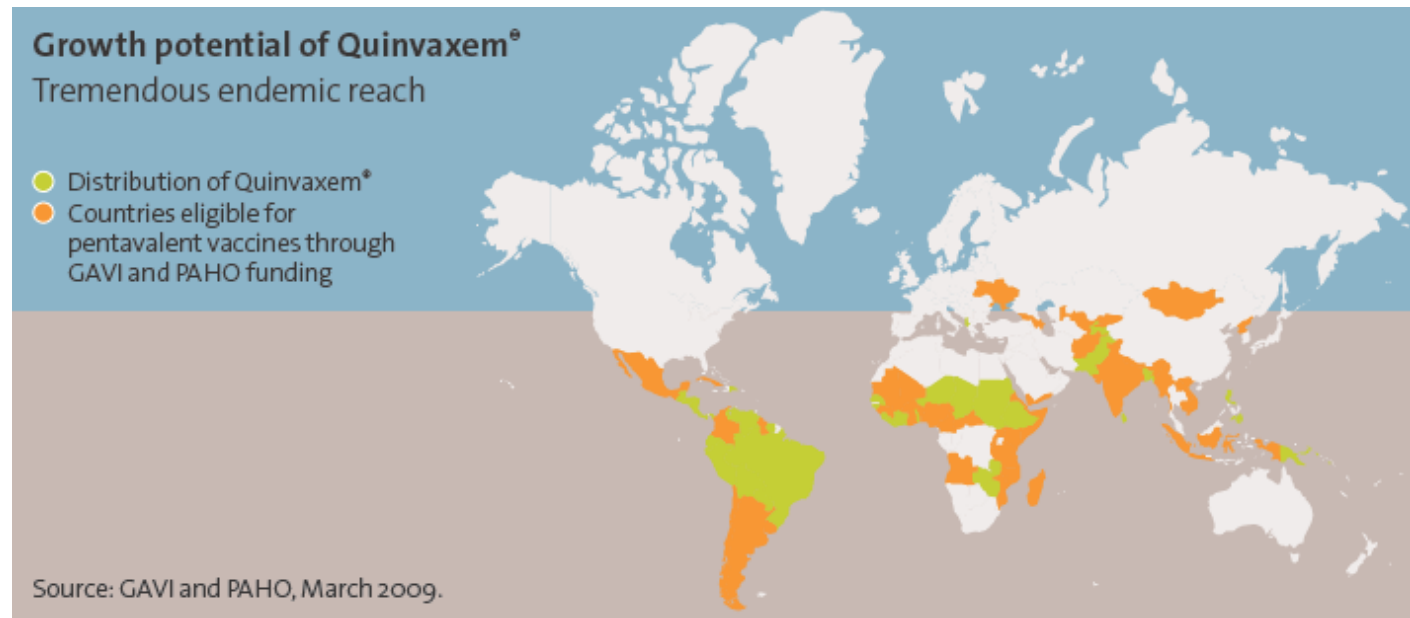 Growth potential of Quinvaxem®
Tremendous endemic reach
Distribution of Quinvaxem®
Countries eligible for
pentavalent vaccines through
GAVI and PAHO funding
Source: GAVI and PAHO, March 2009.